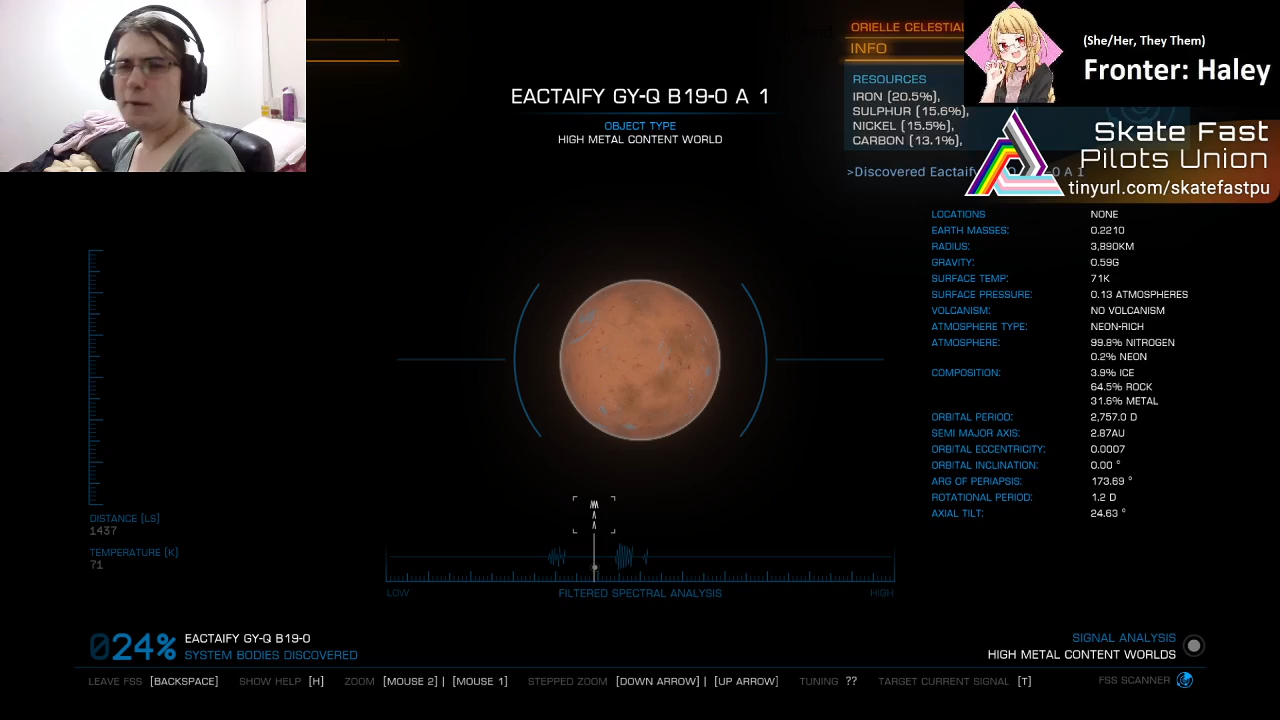 ORIELLE CELESTIAL
INFO
RESOURCES
IRON (20.5%),
SULPHUR (15.6%),
NICKEL (15.5%),
CARBON (13.1%),
>Discovered Eactaify
0 A 1
(She/Her, They Them)
Fronter: Haley
Skate Fast
Pilots Union
tinyurl.com/skatefastpu
EACTAIFY GY-Q B19-0 A 1
OBJECT TYPE
HIGH METAL CONTENT WORLD
LOCATIONS NONE
EARTH MASSES: 0.2210
RADIUS: 3,890KM
GRAVITY: 0.59G
SURFACE TEMP: 71K
SURFACE PRESSURE: 0.13 ATMOSPHERES
VOLCANISM: NO VOLCANISM
ATMOSPHERE TYPE: NEON-RICH
ATMOSPHERE: 99.8% NITROGEN
0.2% NEON
COMPOSITION: 3.9% ICE
64.5% ROCK
31.6% METAL
ORBITAL PERIOD: 2,757.0 D
SEMI MAJOR AXIS: 2.87AU
ORBITAL ECCENTRICITY: 0.0007
ORBITAL INCLINATION: 0.00 °
ARG OF PERIAPSIS: 173.69 °
ROTATIONAL PERIOD: 1.2 D
AXIAL TILT: 24.63 °
DISTANCE (LS)
1437
TEMPERATURE (K)
71
LOW FILTERED SPECTRAL ANALYSIS HIGH
024% EACTAIFY GY-Q B19-0
SYSTEM BODIES DISCOVERED
SIGNAL ANALYSIS
HIGH METAL CONTENT WORLDS
LEAVE FSS [BACKSPACE] SHOW HELP [H] ZOOM [MOUSE 2] | [MOUSE 1] STEPPED ZOOM [DOWN ARROW] | [UP ARROW] TUNING ?? TARGET CURRENT SIGNAL [T] FSS SCANNER